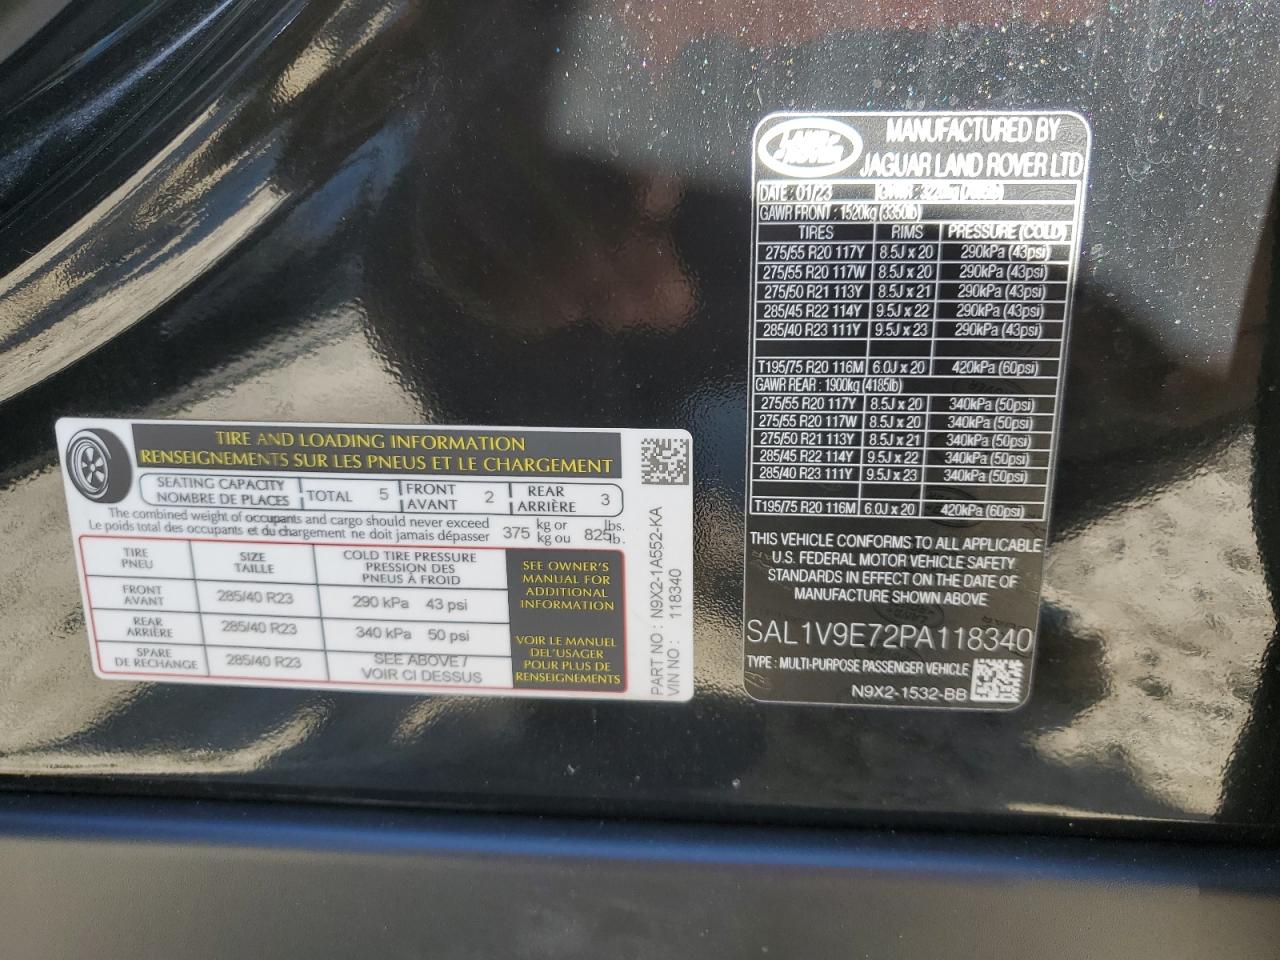 TIRE AND LOADING INFORMATION
RENSEIGNEMENTS SUR LES PNEUS ET LE CHARGEMENT
SEATING CAPACITY
NOMBRE DE PLACES
TOTAL 5
FRONT
AVANT 2
REAR
ARRIÈRE 3
The combined weight of occupants and cargo should never exceed
Le poids total des occupants et du chargement ne doit jamais dépasser
375 kg or
kg ou
825 lbs.
lb.
TIRE
PNEU
SIZE
TAILLE
COLD TIRE PRESSURE
PRESSION DES
PNEUS À FROID
FRONT
AVANT
285/40 R23
290 kPa 43 psi
REAR
ARRIÈRE
285/40 R23
340 kPa 50 psi
SPARE
DE RECHANGE
285/40 R23
SEE ABOVE /
VOIR CI DESSUS
SEE OWNER'S
MANUAL FOR
ADDITIONAL
INFORMATION
VOIR LE MANUEL
DEL'USAGER
POUR PLUS DE
RENSEIGNEMENTS
PART NO : N9X2-1A552-KA
VIN NO : 118340
LAND ROVER
MANUFACTURED BY
JAGUAR LAND ROVER LTD
DATE : 01/23 GVWR :
GAWR FRONT : 1520kg (3350lb)
TIRES RIMS PRESSURE (COLD)
275/55 R20 117Y 8.5J x 20 290kPa (43psi)
275/55 R20 117W 8.5J x 20 290kPa (43psi)
275/50 R21 113Y 8.5J x 21 290kPa (43psi)
285/45 R22 114Y 9.5J x 22 290kPa (43psi)
285/40 R23 111Y 9.5J x 23 290kPa (43psi)
T195/75 R20 116M 6.0J x 20 420kPa (60psi)
GAWR REAR : 1900kg (4185lb)
275/55 R20 117Y 8.5J x 20 340kPa (50psi)
275/55 R20 117W 8.5J x 20 340kPa (50psi)
275/50 R21 113Y 8.5J x 21 340kPa (50psi)
285/45 R22 114Y 9.5J x 22 340kPa (50psi)
285/40 R23 111Y 9.5J x 23 340kPa (50psi)
T195/75 R20 116M 6.0J x 20 420kPa (60psi)
THIS VEHICLE CONFORMS TO ALL APPLICABLE
U.S. FEDERAL MOTOR VEHICLE SAFETY
STANDARDS IN EFFECT ON THE DATE OF
MANUFACTURE SHOWN ABOVE
SAL1V9E72PA118340
TYPE : MULTI-PURPOSE PASSENGER VEHICLE
N9X2-1532-BB